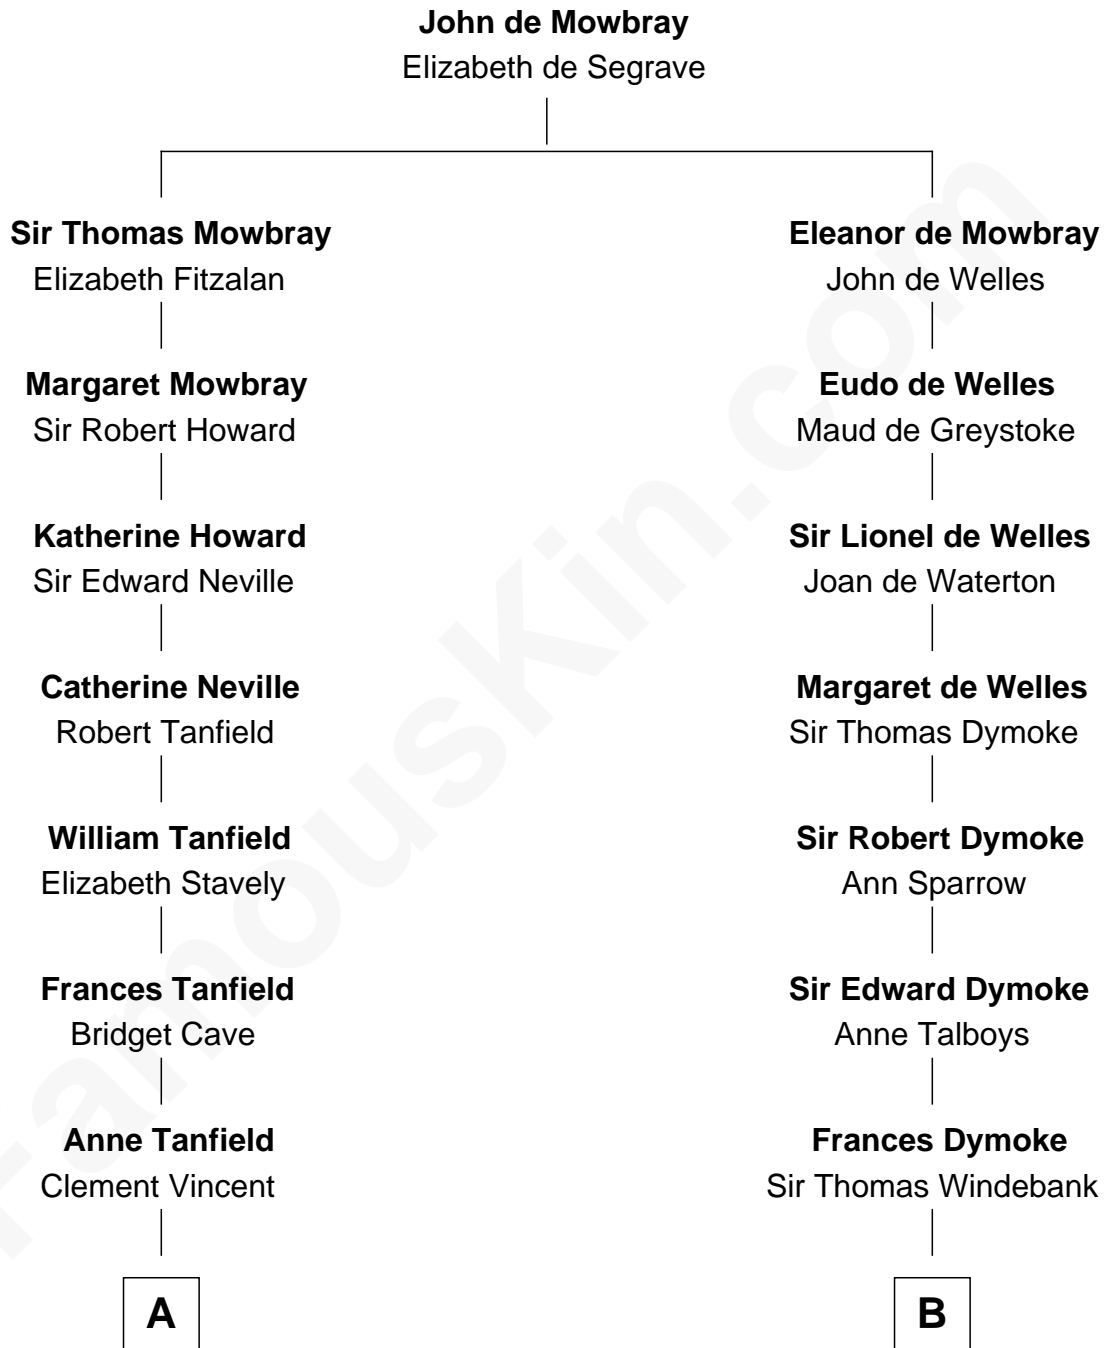 John de Mowbray
Elizabeth de Segrave
Sir Thomas Mowbray
Elizabeth Fitzalan
Eleanor de Mowbray
John de Welles
Margaret Mowbray
Sir Robert Howard
Eudo de Welles
Maud de Greystoke
Katherine Howard
Sir Edward Neville
Sir Lionel de Welles
Joan de Waterton
Catherine Neville
Robert Tanfield
Margaret de Welles
Sir Thomas Dymoke
William Tanfield
Elizabeth Stavely
Sir Robert Dymoke
Ann Sparrow
Frances Tanfield
Bridget Cave
Sir Edward Dymoke
Anne Talboys
Anne Tanfield
Clement Vincent
Frances Dymoke
Sir Thomas Windebank
A
B
FamousKin.com